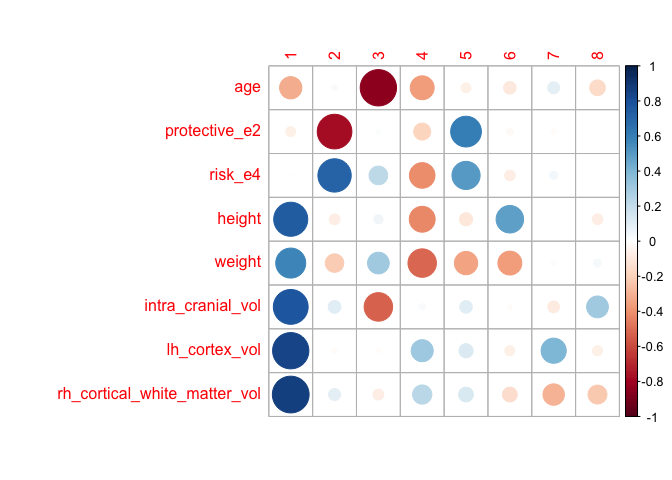 1 2 3 4 5 6 7 8
age
protective_e2
risk_e4
height
weight
intra_cranial_vol
lh_cortex_vol
rh_cortical_white_matter_vol
1
0.8
0.6
0.4
0.2
0
-0.2
-0.4
-0.6
-0.8
-1